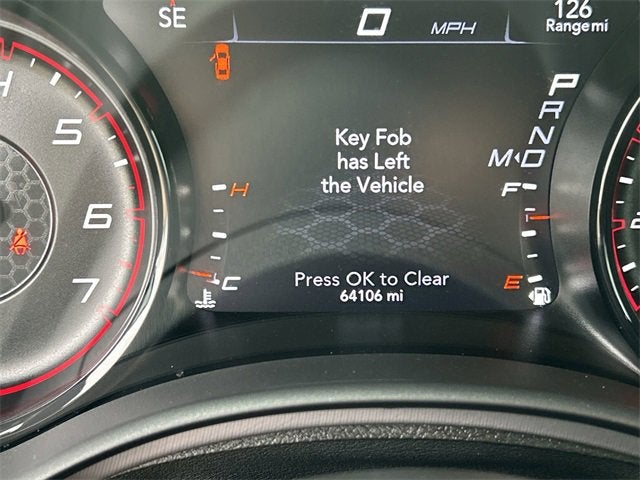 SE
0 MPH
126
Range mi
H
5
6
7
Key Fob
has Left
the Vehicle
P
R
N
M D
H
C
F
E
Press OK to Clear
64106 mi
2